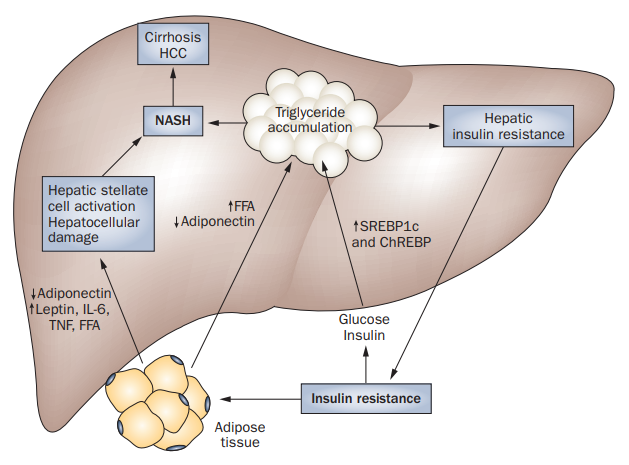 Cirrhosis
HCC
NASH
Triglyceride
accumulation
Hepatic
insulin resistance
Hepatic stellate
cell activation
Hepatocellular
damage
↑FFA
↓Adiponectin
↑SREBP1c
and ChREBP
↓Adiponectin
↑Leptin, IL-6,
TNF, FFA
Glucose
Insulin
Insulin resistance
Adipose
tissue